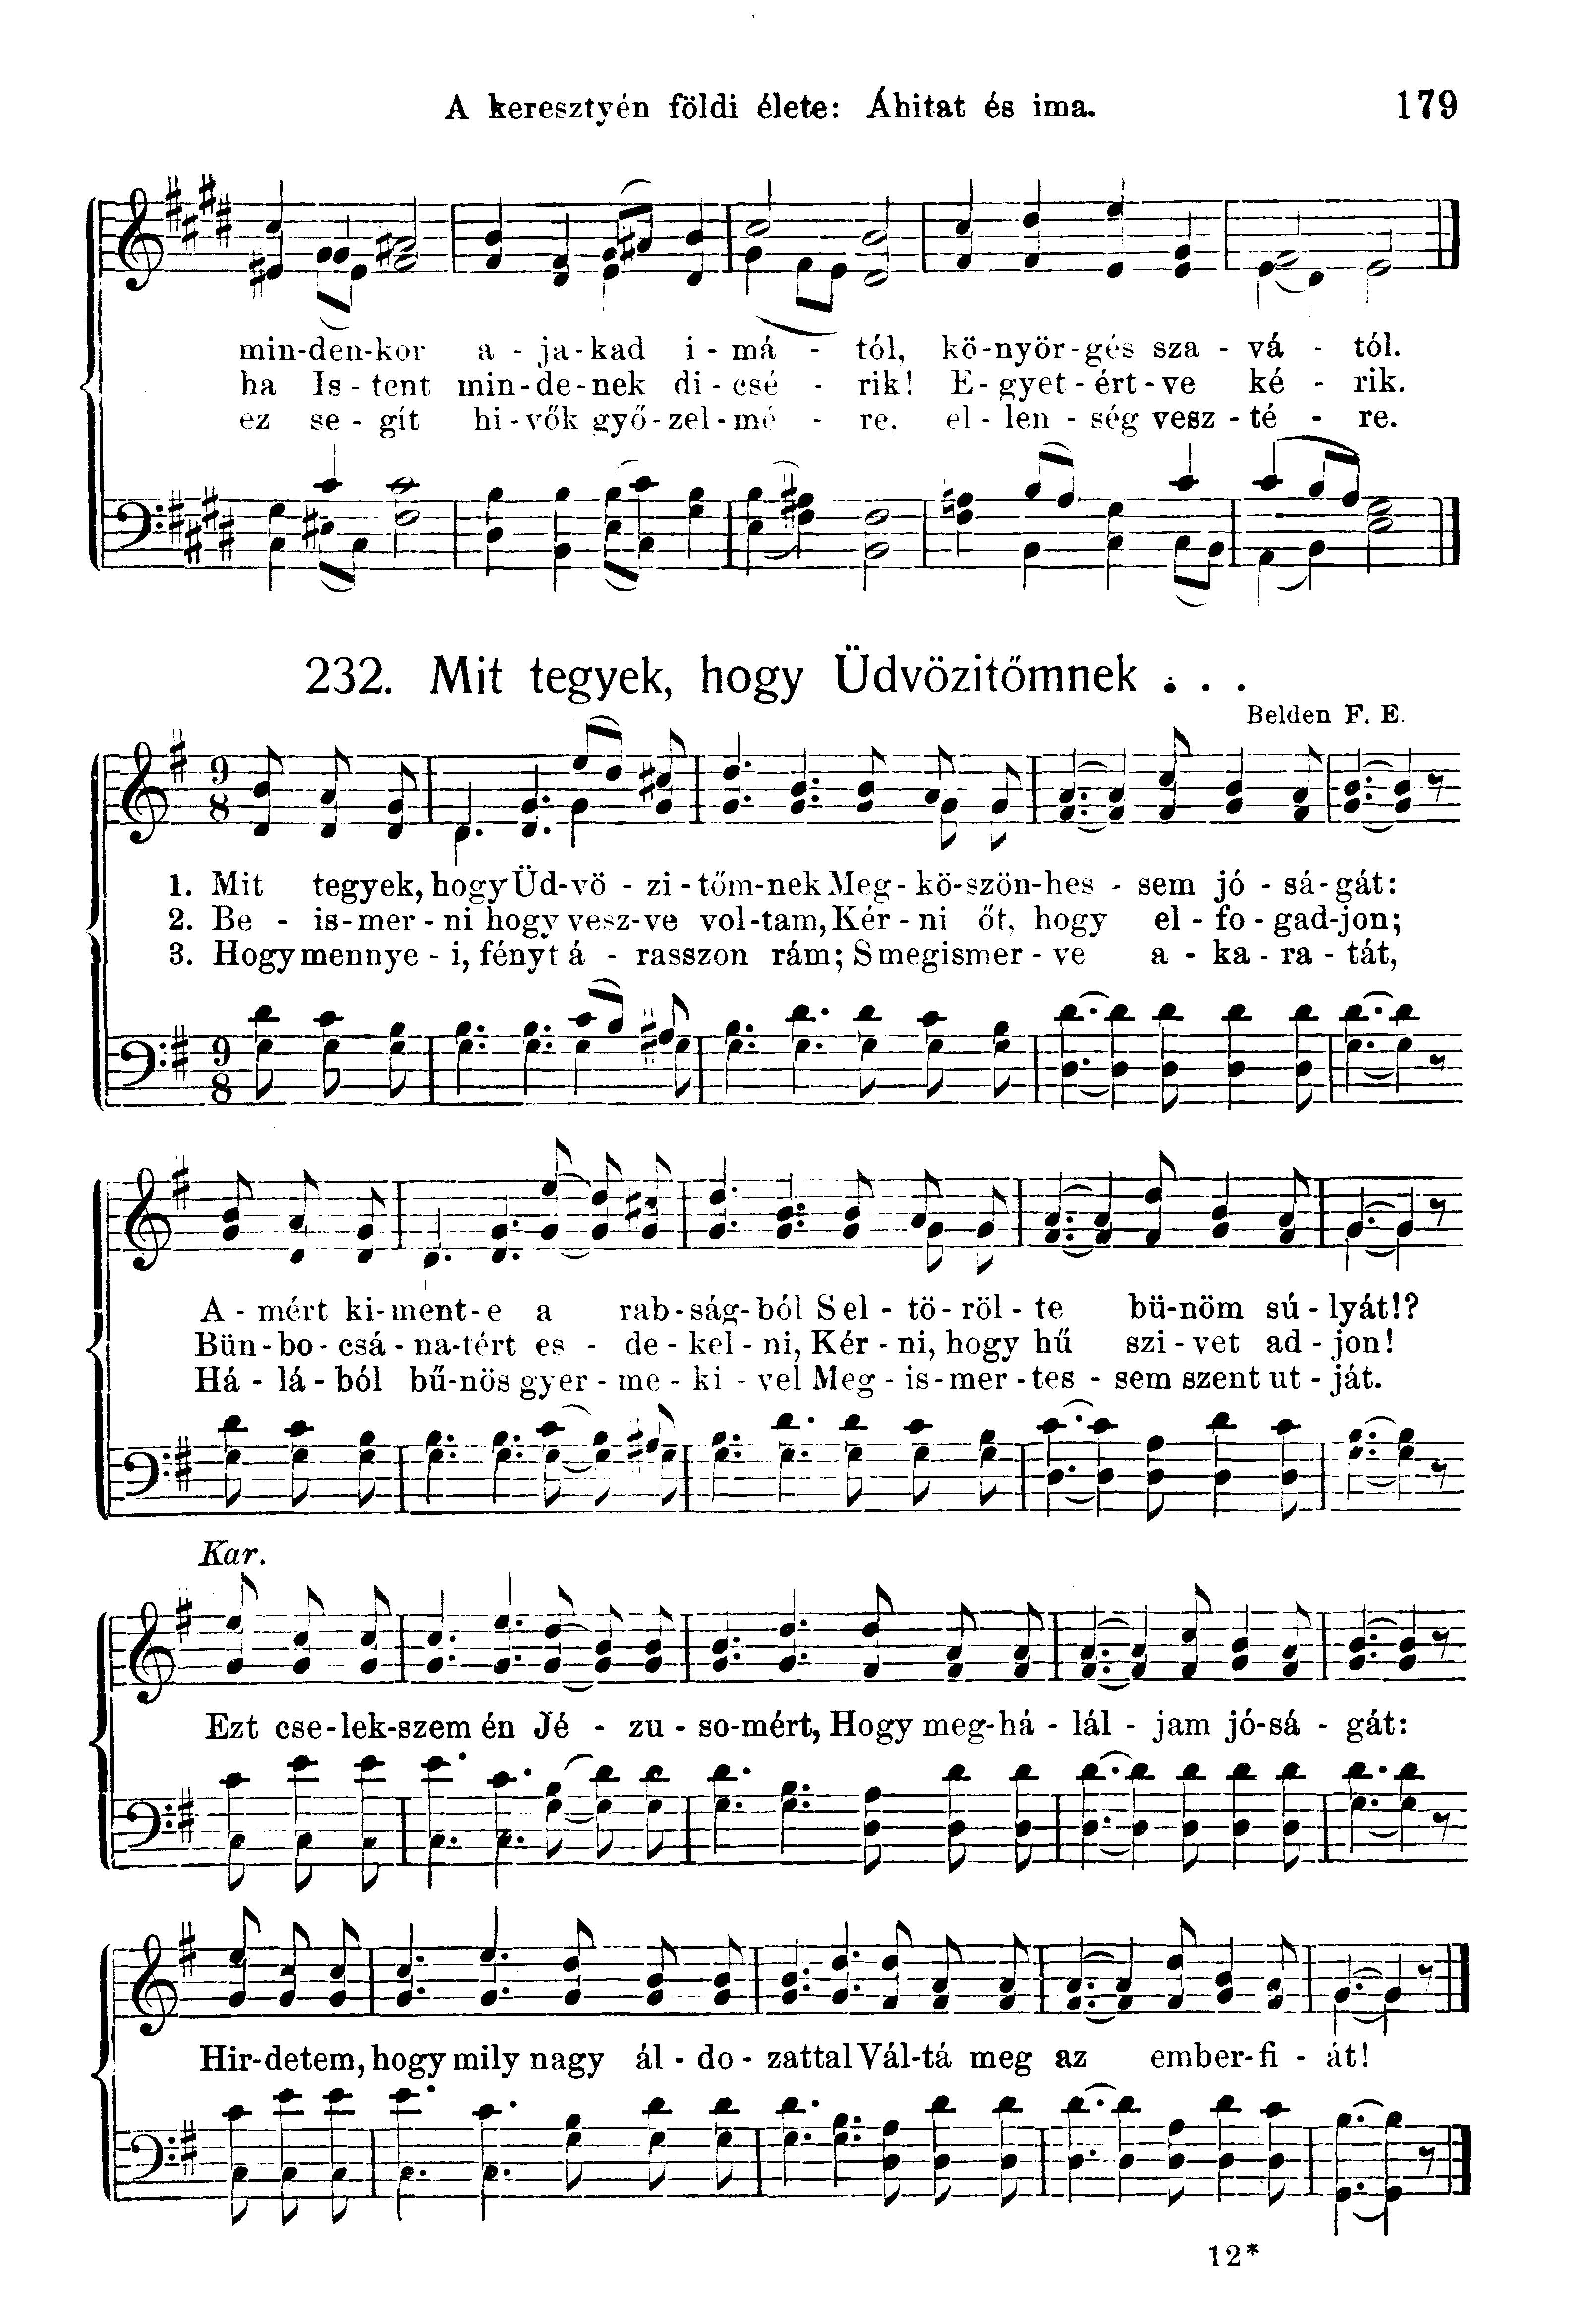 A keresztyén földi élete: Áhitat és ima. 179
min-den-kor a - ja-kad i - má - tól, kö-nyör-gés sza - vá - tól.
ha Is - tent min-de-nek di - csé - rik! E - gyet - ért - ve ké - rik.
ez se - gít hi - vők győ - zel - mé - re, el - len - ség vesz - té - re.
232. Mit tegyek, hogy Üdvözitőmnek . . .
Belden F. E.
9
8
1. Mit tegyek, hogy Üd-vö - zi - tőm-nek Meg - kö-szön-hes - sem jó - sá-gát:
2. Be - is-mer - ni hogy vesz-ve vol-tam, Kér - ni őt, hogy el - fo - gad-jon;
3. Hogy mennye - i, fényt á - rasszon rám; S megismer - ve a - ka - ra - tát,
9
8
A - mért ki-ment-e a rab-ság-ból S el - tö-röl - te bü-nöm sú - lyát!?
Bün-bo-csá - na-tért es - de - kel - ni, Kér - ni, hogy hű szi - vet ad - jon!
Há - lá - ból bű-nös gyer - me - ki - vel Meg - is-mer - tes - sem szent ut - ját.
Kar.
Ezt cse-lek-szem én Jé - zu - so-mért, Hogy meg-há - lál - jam jó-sá - gát:
Hir-detem, hogy mily nagy ál - do - zattal Vál-tá meg az ember-fi - át!
12*